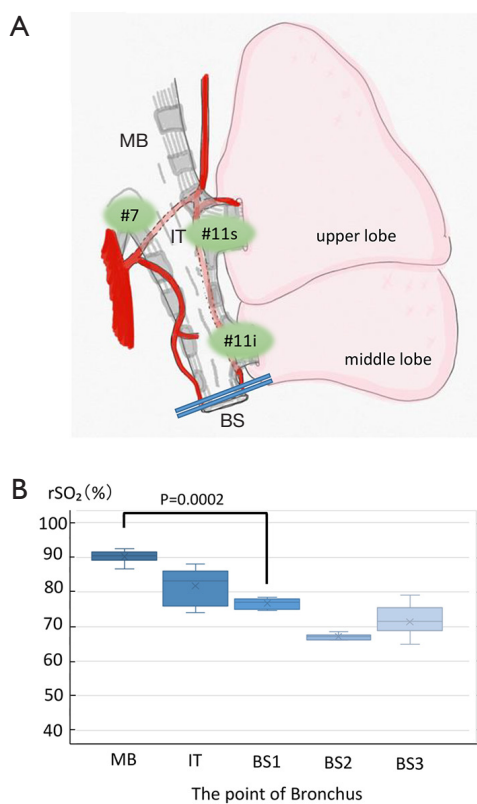 A
MB
#7
IT
#11s
upper lobe
#11i
middle lobe
BS
B
rSO₂(%)
P=0.0002
100
90
80
70
60
50
40
MB IT BS1 BS2 BS3
The point of Bronchus